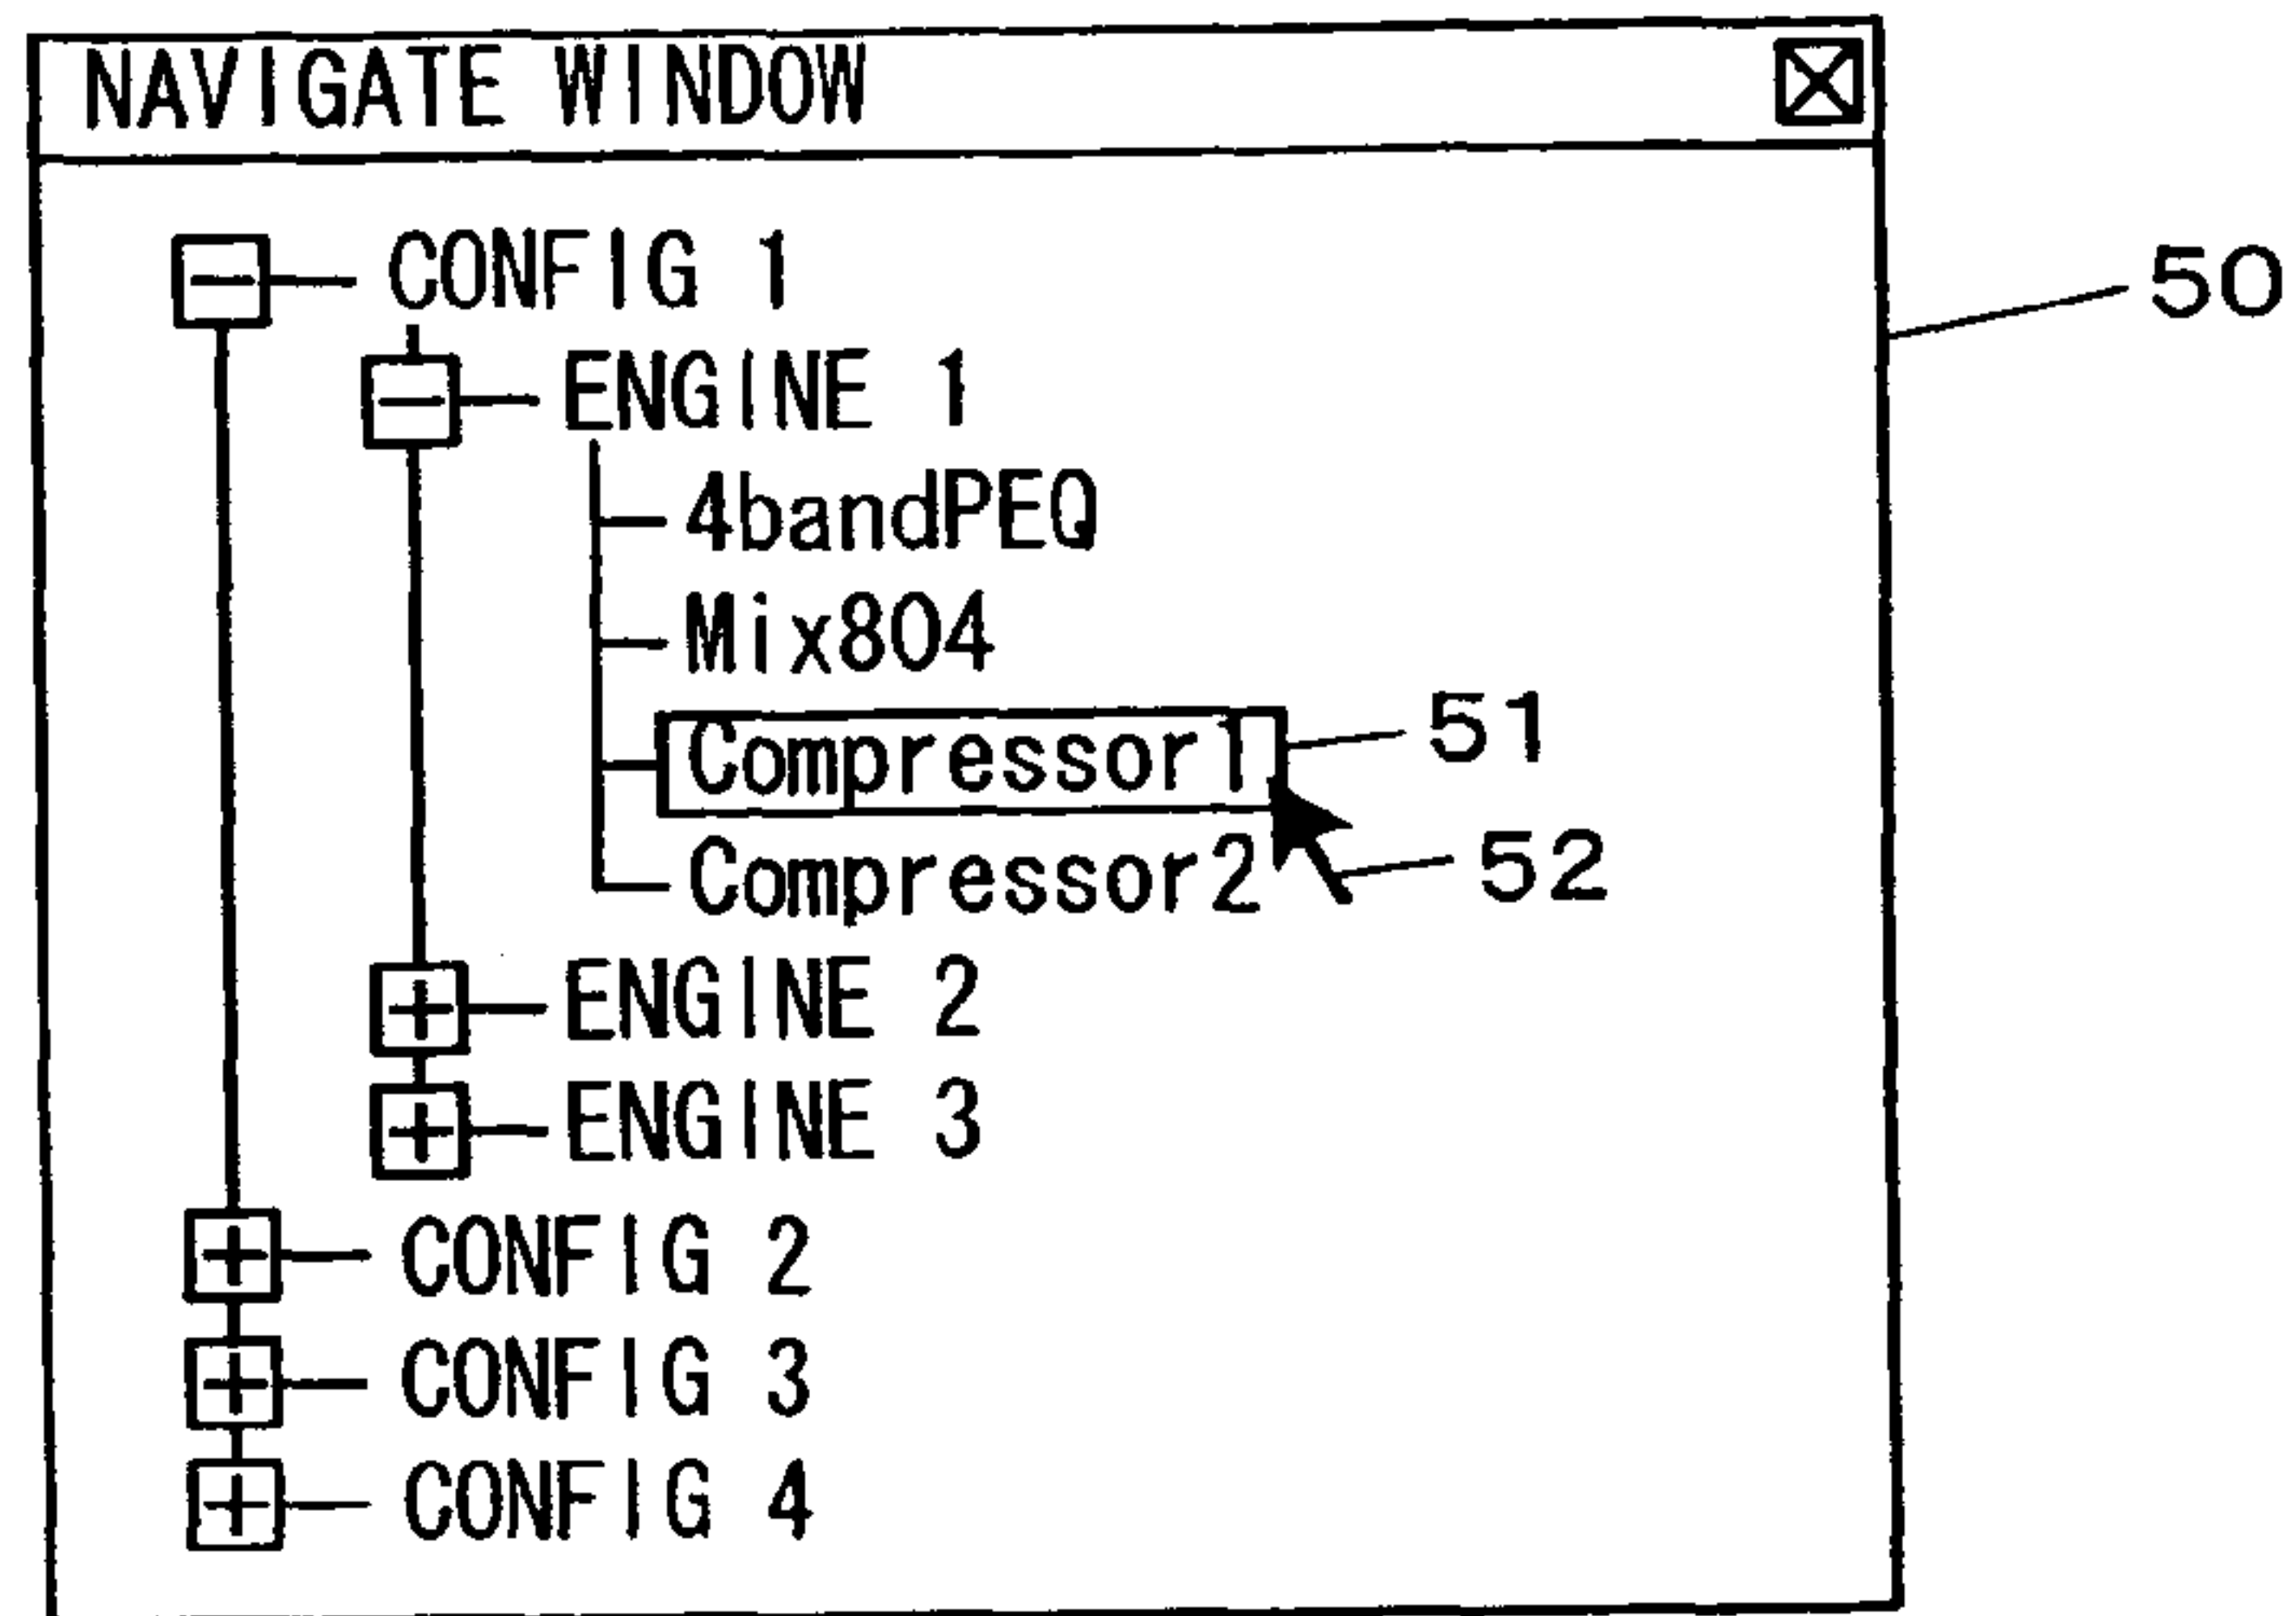 NAVIGATE WINDOW
CONFIG 1
50
ENGINE 1
4bandPEQ
Mix804
Compressor1
51
Compressor2
52
ENGINE 2
ENGINE 3
CONFIG 2
CONFIG 3
CONFIG 4